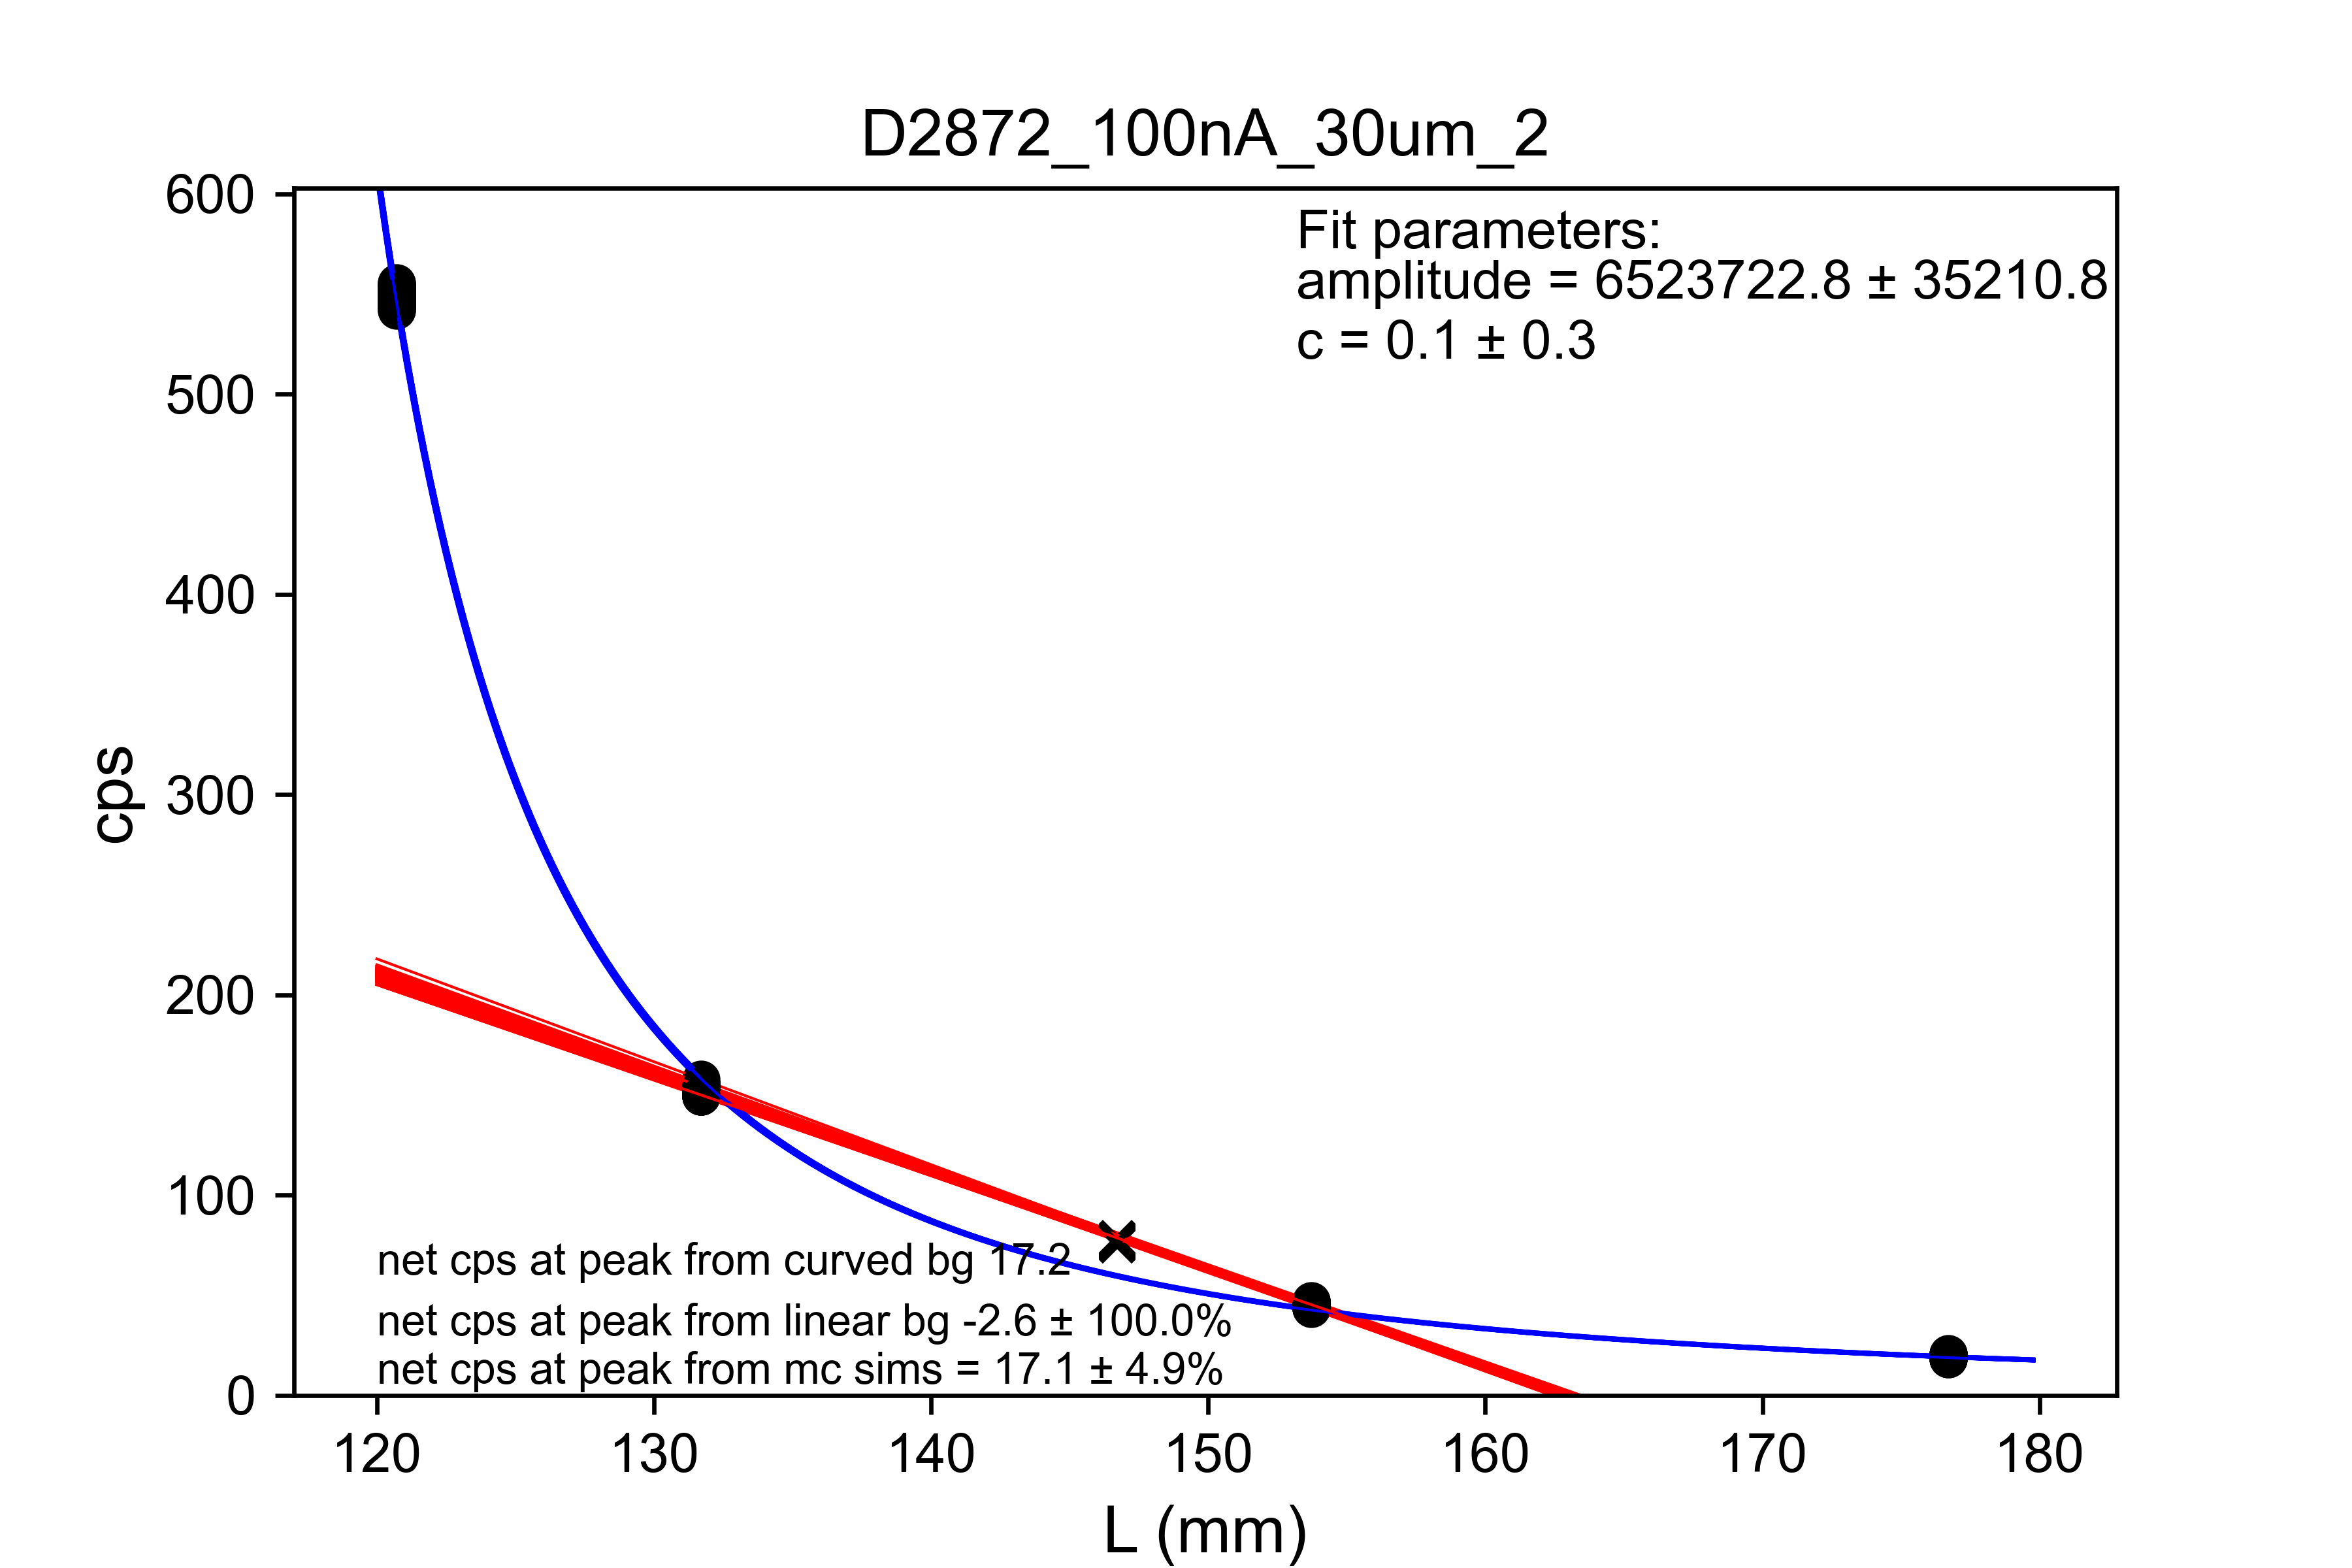 D2872_100nA_30um_2
Fit parameters:
amplitude = 6523722.8 ± 35210.8
c = 0.1 ± 0.3
600
500
400
300
200
100
0
cps
net cps at peak from curved bg 17.2
net cps at peak from linear bg -2.6 ± 100.0%
net cps at peak from mc sims = 17.1 ± 4.9%
120 130 140 150 160 170 180
L (mm)